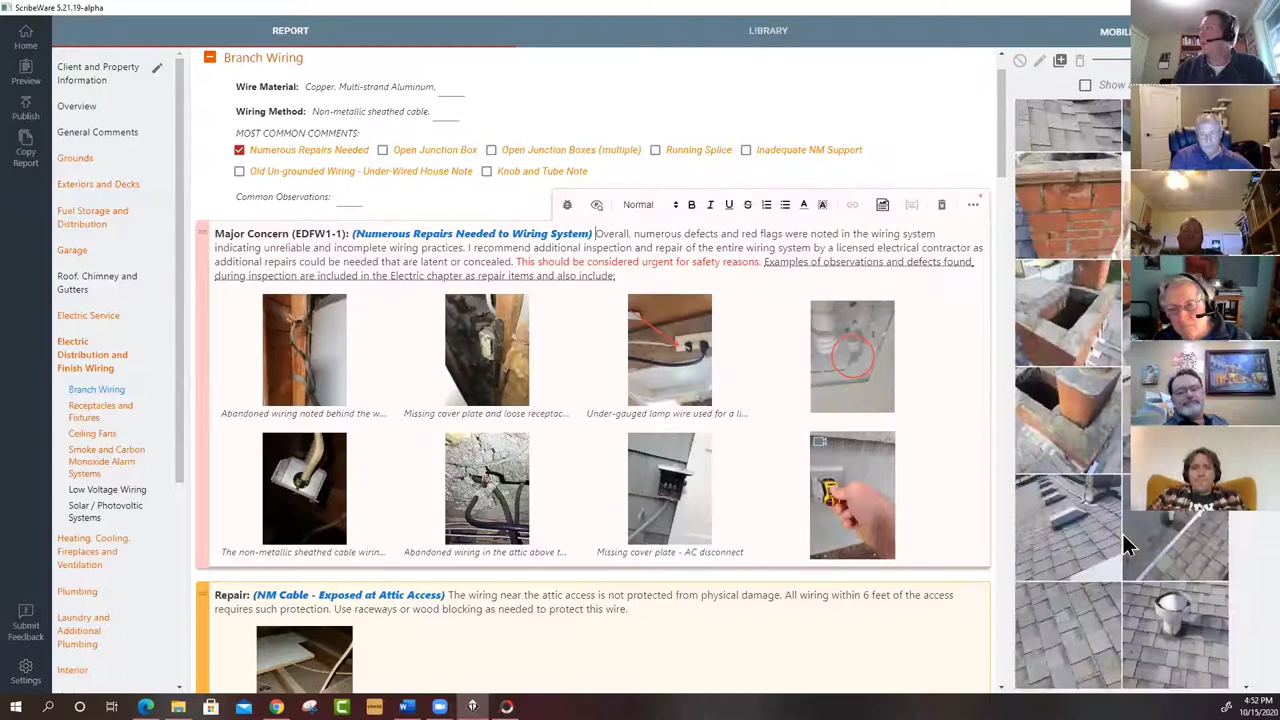 ScribeWare 5.21.19-alpha
REPORT
LIBRARY
MOBIL
Home
Preview
Publish
Copy
Report
Submit
Feedback
Settings
Client and Property
Information
Overview
General Comments
Grounds
Exteriors and Decks
Fuel Storage and
Distribution
Garage
Roof, Chimney and
Gutters
Electric Service
Electric
Distribution and
Finish Wiring
Branch Wiring
Receptacles and
Fixtures
Ceiling Fans
Smoke and Carbon
Monoxide Alarm
Systems
Low Voltage Wiring
Solar / Photovoltic
Systems
Heating, Cooling,
Fireplaces and
Ventilation
Plumbing
Laundry and
Additional
Plumbing
Interior
Branch Wiring
Wire Material: Copper. Multi-strand Aluminum,
Wiring Method: Non-metallic sheathed cable,
MOST COMMON COMMENTS:
Numerous Repairs Needed Open Junction Box Open Junction Boxes (multiple) Running Splice Inadequate NM Support
Old Un-grounded Wiring - Under-Wired House Note Knob and Tube Note
Common Observations:
Normal
Major Concern (EDFW1-1): (Numerous Repairs Needed to Wiring System) Overall, numerous defects and red flags were noted in the wiring system
indicating unreliable and incomplete wiring practices. I recommend additional inspection and repair of the entire wiring system by a licensed electrical contractor as
additional repairs could be needed that are latent or concealed. This should be considered urgent for safety reasons. Examples of observations and defects found
during inspection are included in the Electric chapter as repair items and also include:
Abandoned wiring noted behind the w... Missing cover plate and loose receptac... Under-gauged lamp wire used for a li...
The non-metallic sheathed cable wirin... Abandoned wiring in the attic above t... Missing cover plate - AC disconnect
Repair: (NM Cable - Exposed at Attic Access) The wiring near the attic access is not protected from physical damage. All wiring within 6 feet of the access
requires such protection. Use raceways or wood blocking as needed to protect this wire.
Show
4:52 PM
10/15/2020